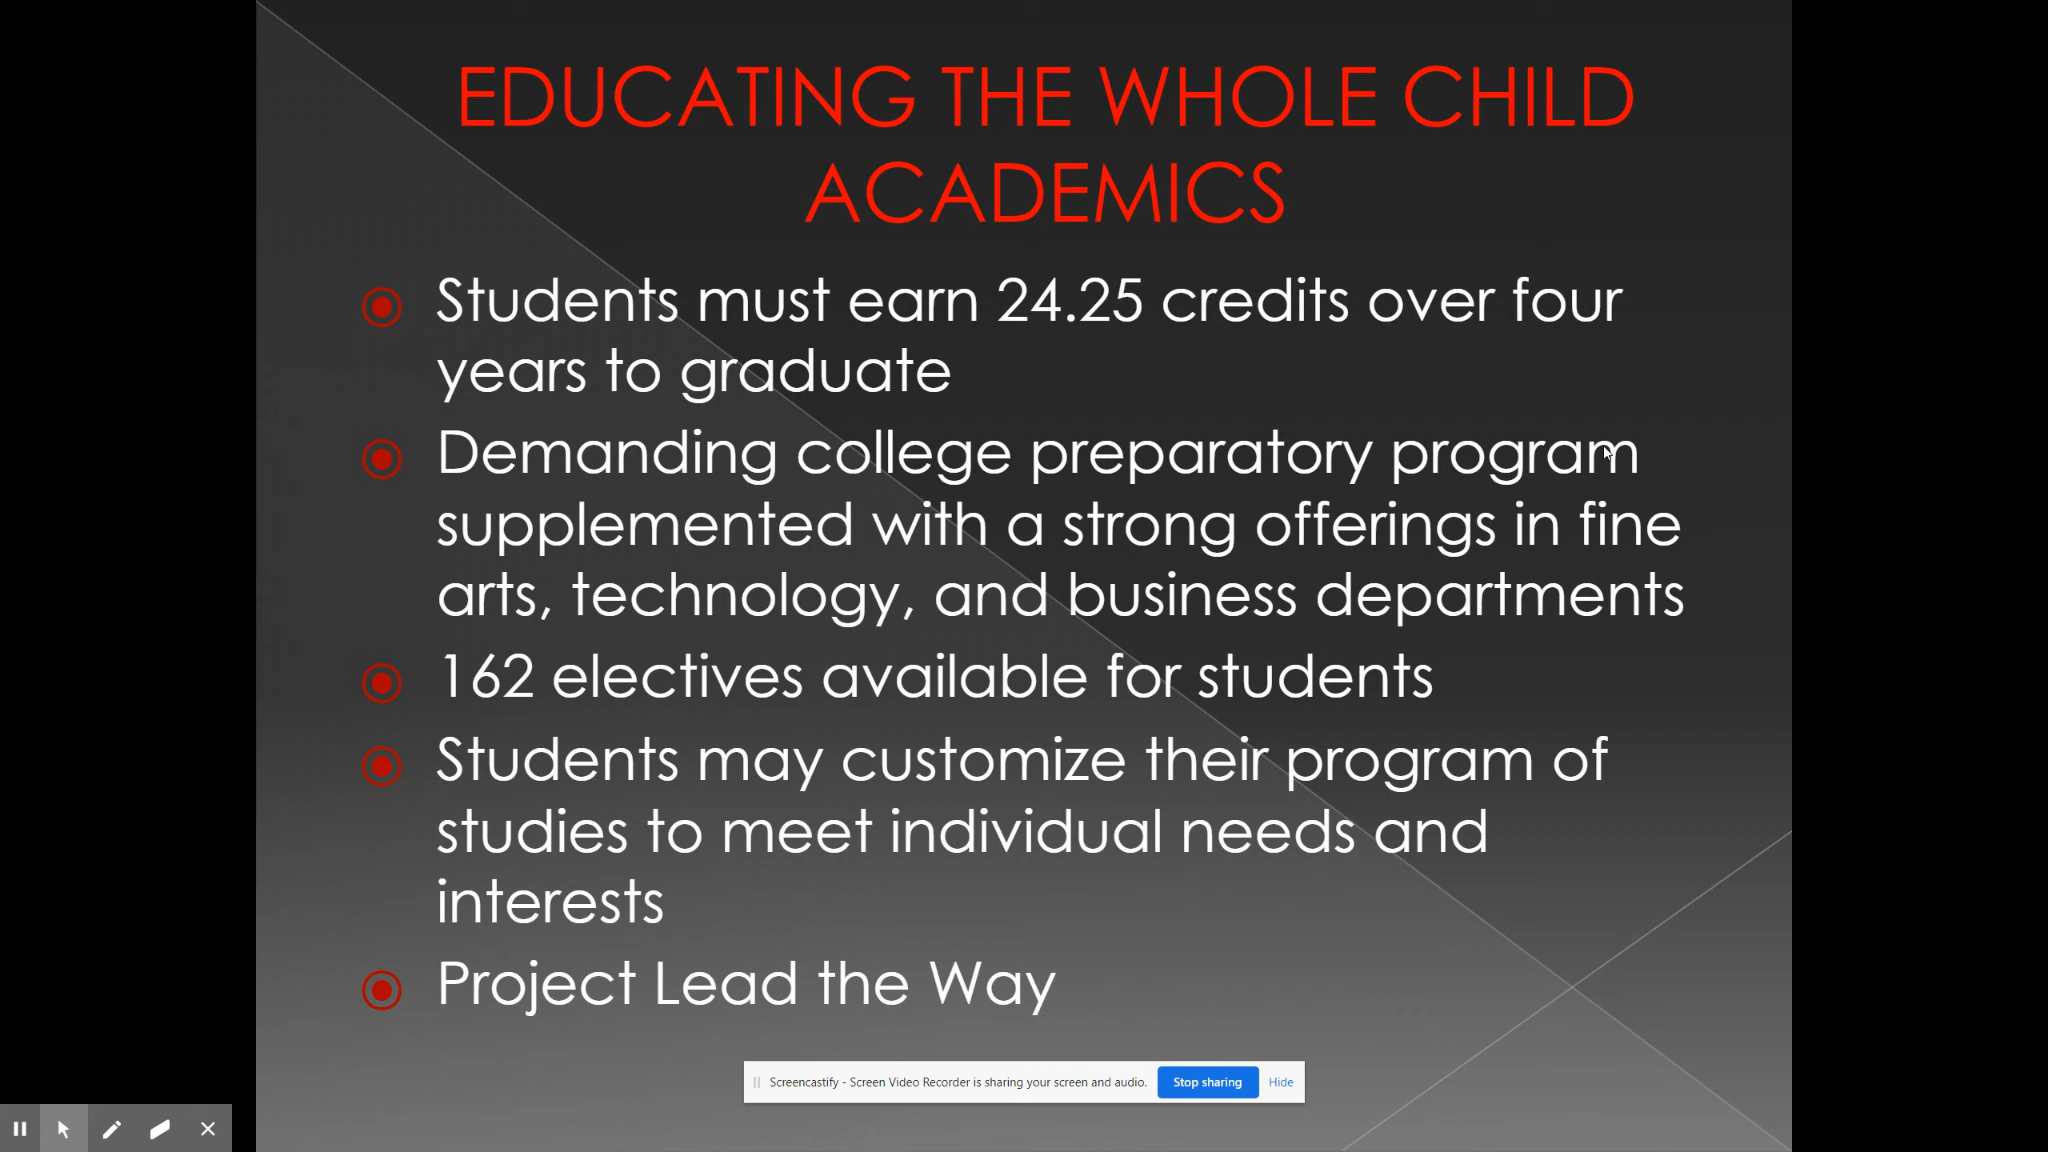 EDUCATING THE WHOLE CHILD
ACADEMICS
Students must earn 24.25 credits over four
years to graduate
Demanding college preparatory program
supplemented with a strong offerings in fine
arts, technology, and business departments
162 electives available for students
Students may customize their program of
studies to meet individual needs and
interests
Project Lead the Way
Screencastify - Screen Video Recorder is sharing your screen and audio. Stop sharing Hide